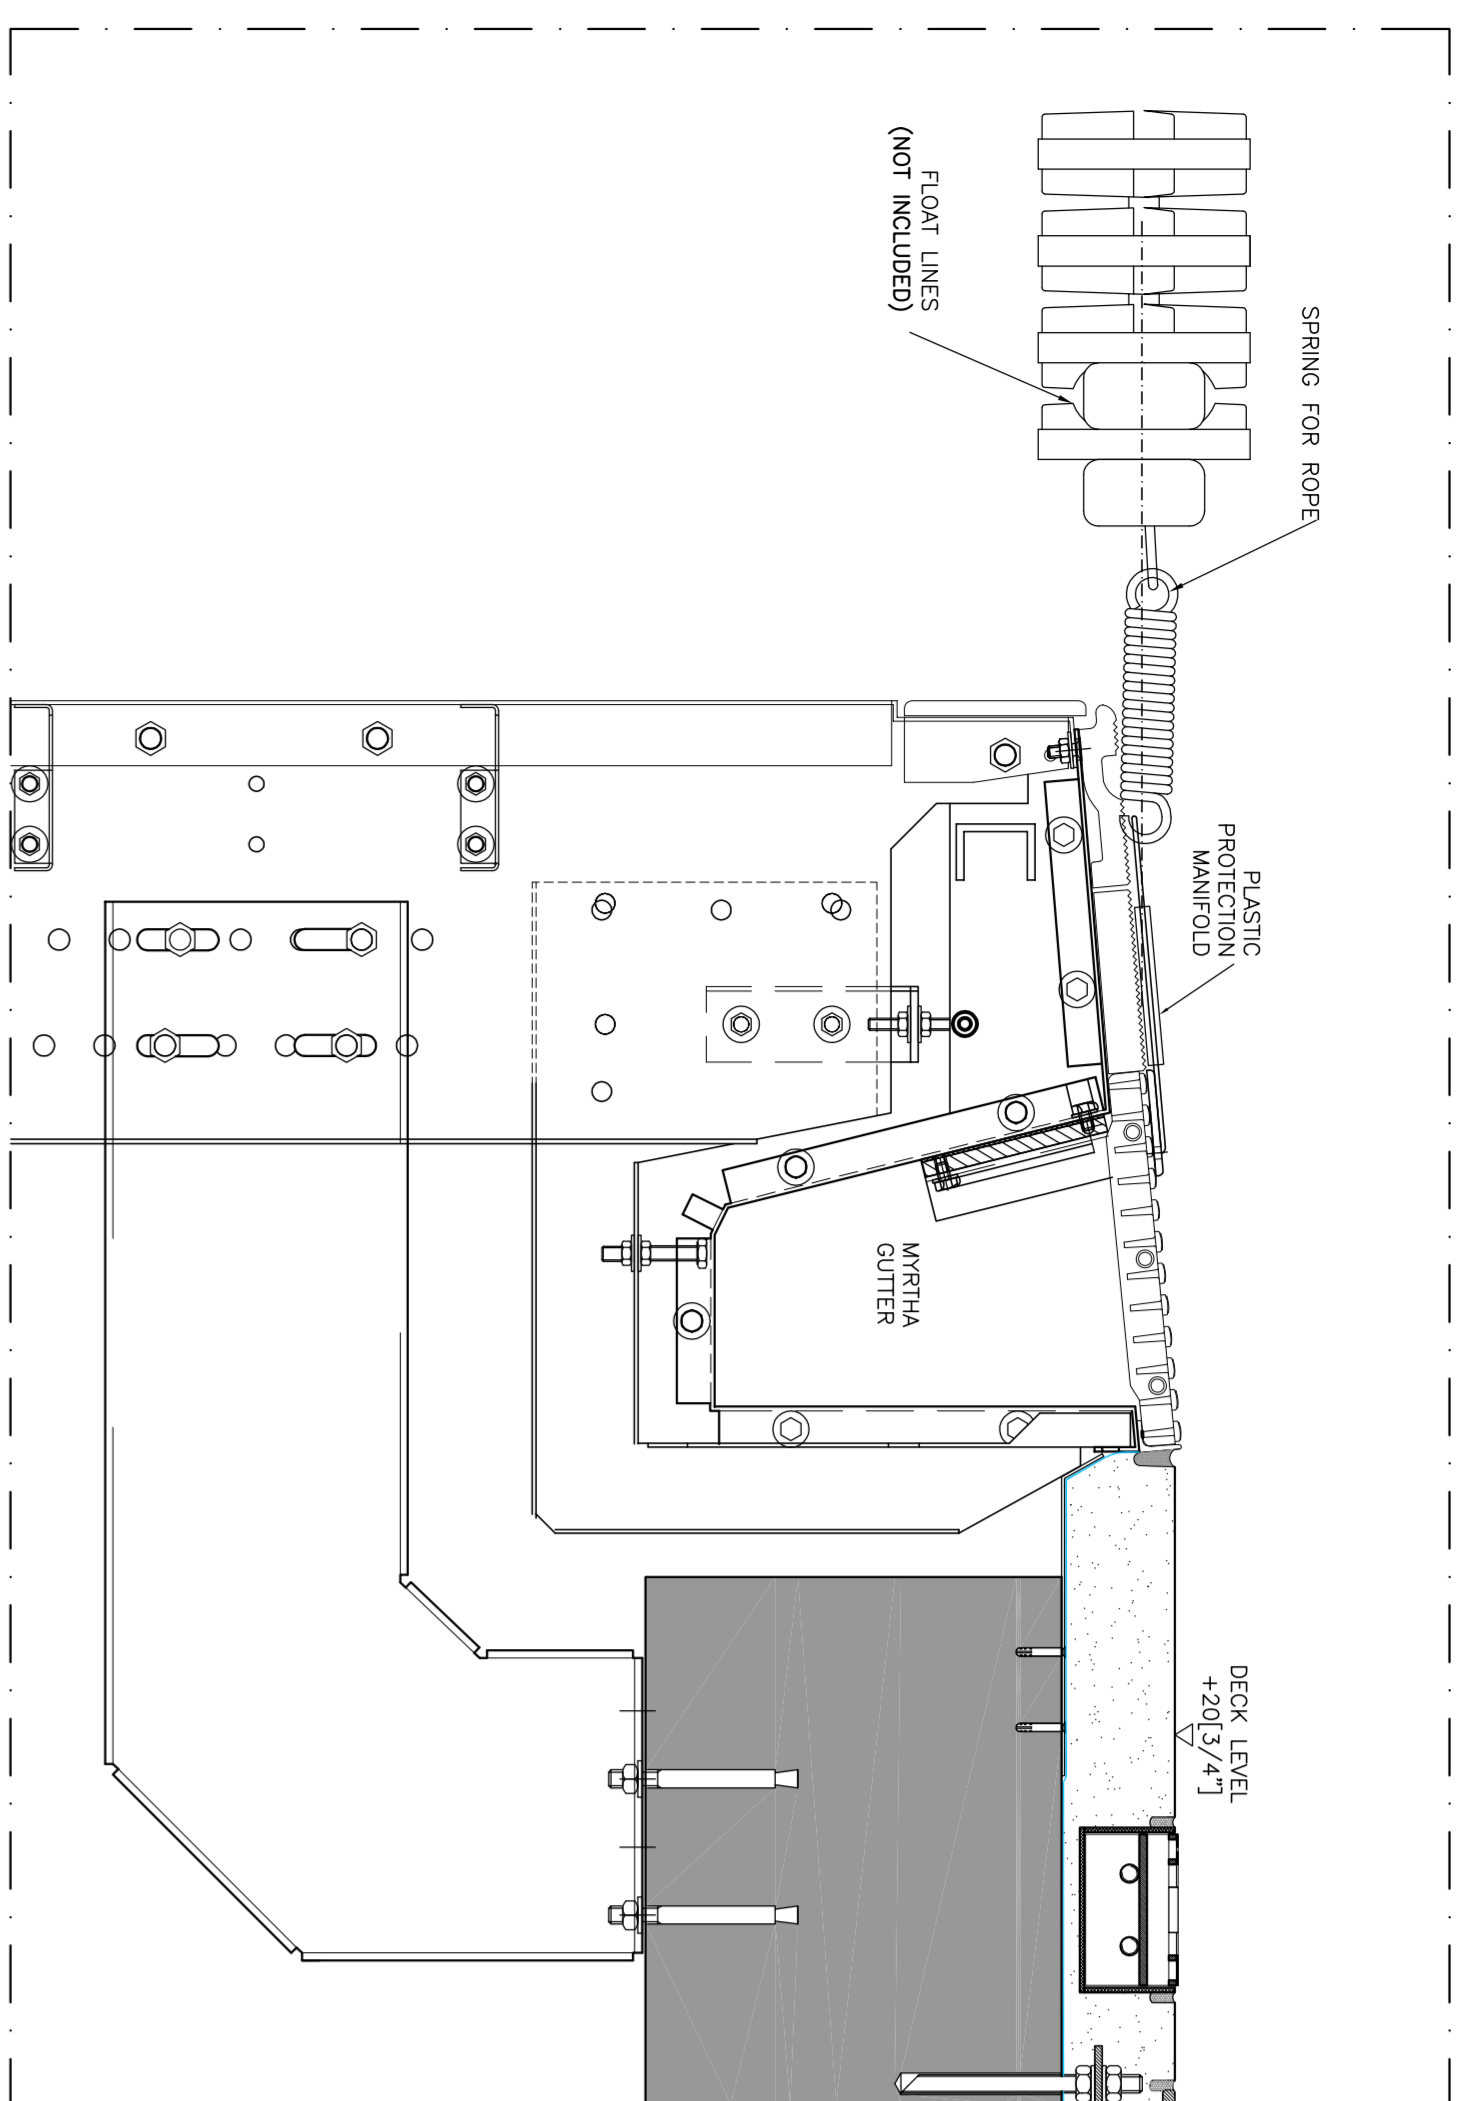 SPRING FOR ROPE
FLOAT LINES
(NOT INCLUDED)
PLASTIC
PROTECTION
MANIFOLD
MYRTHA
GUTTER
DECK LEVEL
+20[3/4"]